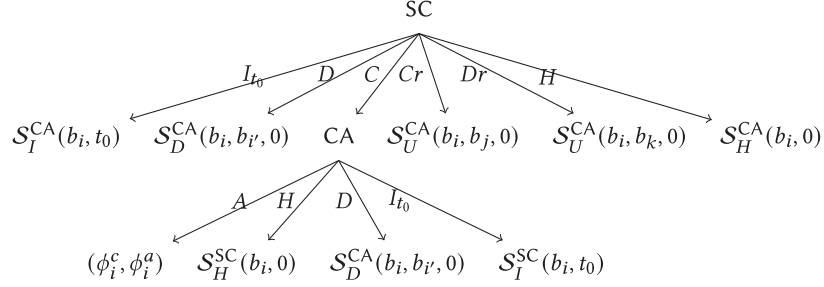 SC
I_{t_0} D C Cr Dr H
S_I^{CA}(b_i, t_0) S_D^{CA}(b_i, b_{i'}, 0) CA S_U^{CA}(b_i, b_j, 0) S_U^{CA}(b_i, b_k, 0) S_H^{CA}(b_i, 0)
A H D I_{t_0}
(ϕ_i^c, ϕ_i^a) S_H^{SC}(b_i, 0) S_D^{CA}(b_i, b_{i'}, 0) S_I^{SC}(b_i, t_0)